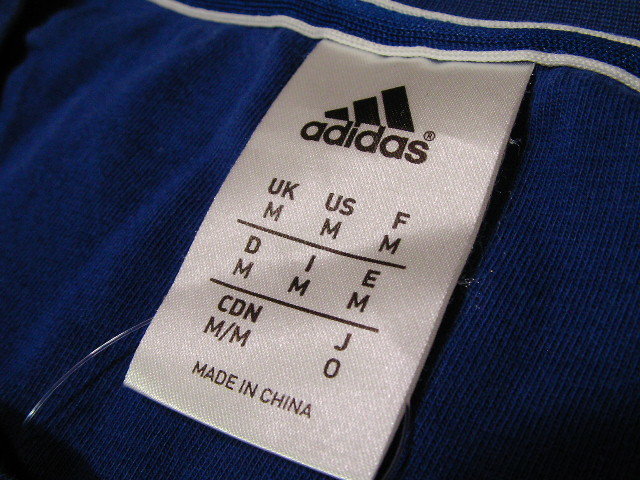 adidas®
UK US F
M M M
D I E
M M M
CDN J
M/M O
MADE IN CHINA